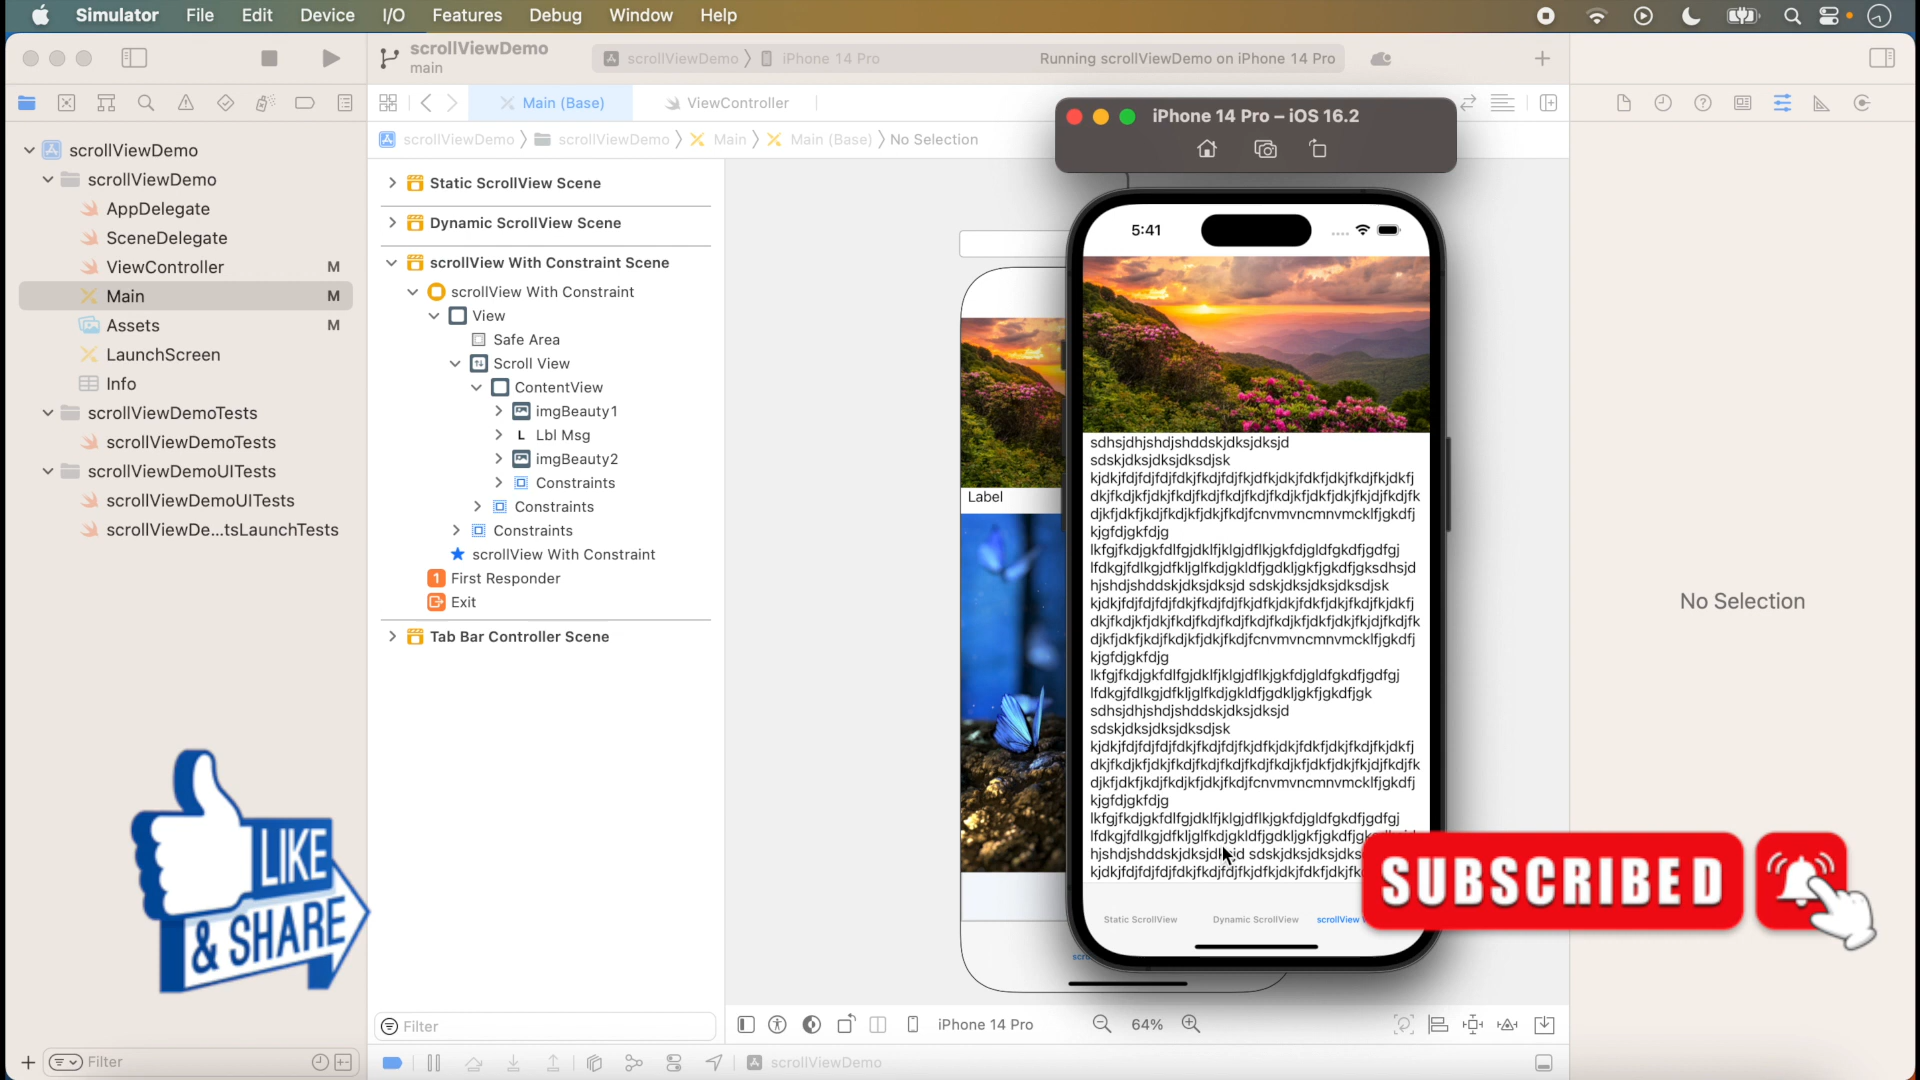 Simulator File Edit Device I/O Features Debug Window Help
scrollViewDemo
main
scrollViewDemo
iPhone 14 Pro
Running scrollViewDemo on iPhone 14 Pro
Main (Base)
ViewController
scrollViewDemo
scrollViewDemo
Main
Main (Base)
No Selection
scrollViewDemo
scrollViewDemo
AppDelegate
SceneDelegate
ViewController M
Main M
Assets M
LaunchScreen
Info
scrollViewDemoTests
scrollViewDemoTests
scrollViewDemoUITests
scrollViewDemoUITests
scrollViewDe...tsLaunchTests
Static ScrollView Scene
Dynamic ScrollView Scene
scrollView With Constraint Scene
scrollView With Constraint
View
Safe Area
Scroll View
ContentView
imgBeauty1
L Lbl Msg
imgBeauty2
Constraints
Constraints
Constraints
scrollView With Constraint
1 First Responder
Exit
Tab Bar Controller Scene
Label
iPhone 14 Pro – iOS 16.2
5:41
sdhsjdhjshdjshddskjdksjdksjd
sdskjdksjdksjdksdjsk
kjgfdjgkfdjg
kjgfdjgkfdjg
sdhsjdhjshdjshddskjdksjdksjd
sdskjdksjdksjdksdjsk
kjgfdjgkfdjg
Static ScrollView
Dynamic ScrollView
No Selection
LIKE
& SHARE
SUBSCRIBED
Filter
iPhone 14 Pro
64%
Filter
scrollViewDemo